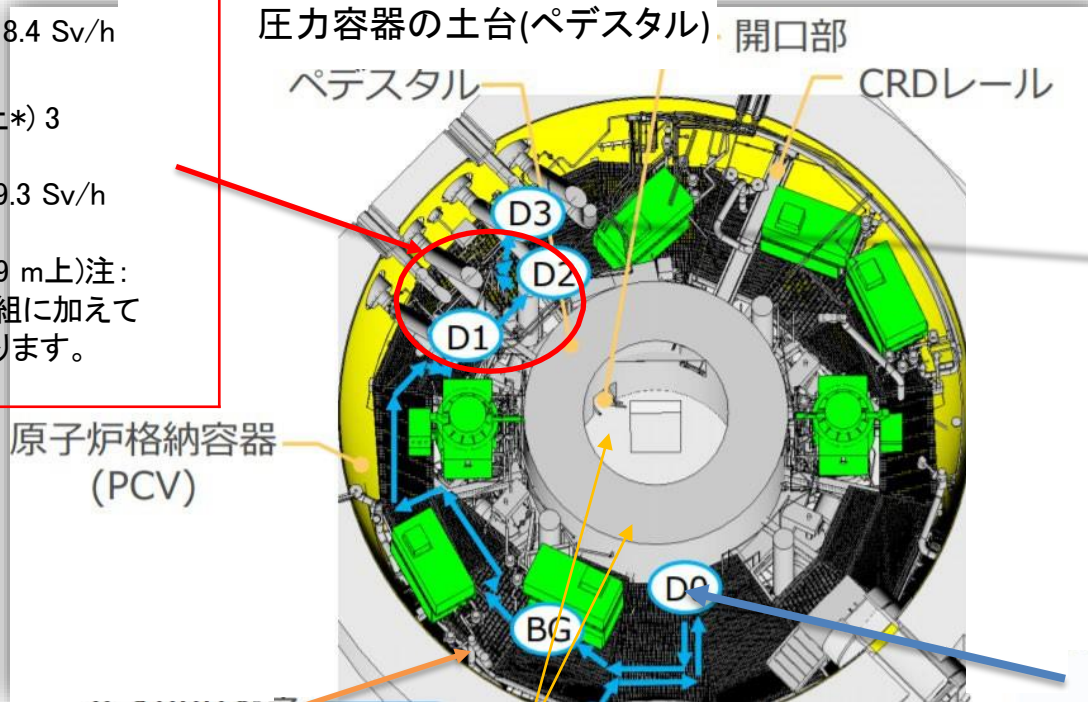 8.4 Sv/h
上*) 3
9.3 Sv/h
9 m上)注:
組に加えて
ります。
圧力容器の土台(ペデスタル)
開口部
ペデスタル
CRDレール
D3
D2
D1
原子炉格納容器
(PCV)
D0
BG